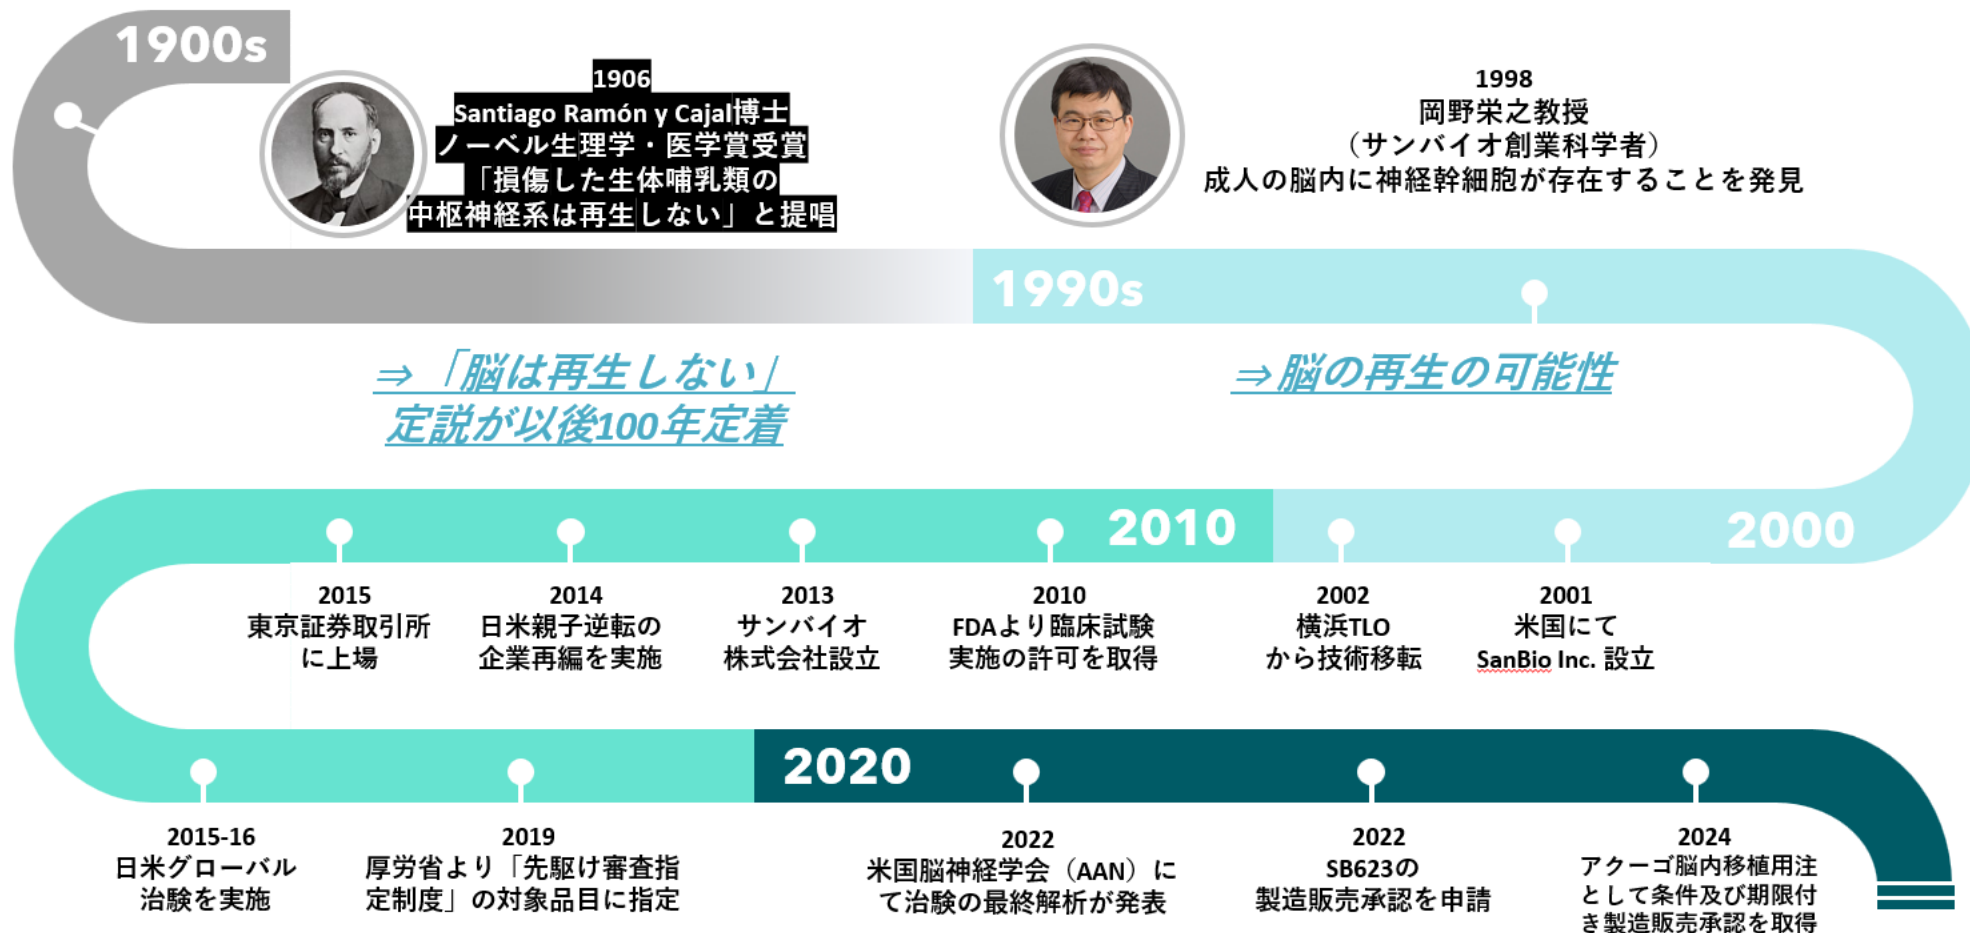 1900s
1906
Santiago Ramón y Cajal博士
ノーベル生理学・医学賞受賞
「損傷した生体哺乳類の
中枢神経系は再生しない」と提唱
1998
岡野栄之教授
（サンバイオ創業科学者）
成人の脳内に神経幹細胞が存在することを発見
1990s
⇒「脳は再生しない」
定説が以後100年定着
⇒脳の再生の可能性
2000
2001
米国にて
SanBio Inc. 設立
2002
横浜TLO
から技術移転
2010
2010
FDAより臨床試験
実施の許可を取得
2013
サンバイオ
株式会社設立
2014
日米親子逆転の
企業再編を実施
2015
東京証券取引所
に上場
2015-16
日米グローバル
治験を実施
2019
厚労省より「先駆け審査指
定制度」の対象品目に指定
2020
2022
米国脳神経学会（AAN）に
て治験の最終解析が発表
2022
SB623の
製造販売承認を申請
2024
アクーゴ脳内移植用注
として条件及び期限付
き製造販売承認を取得